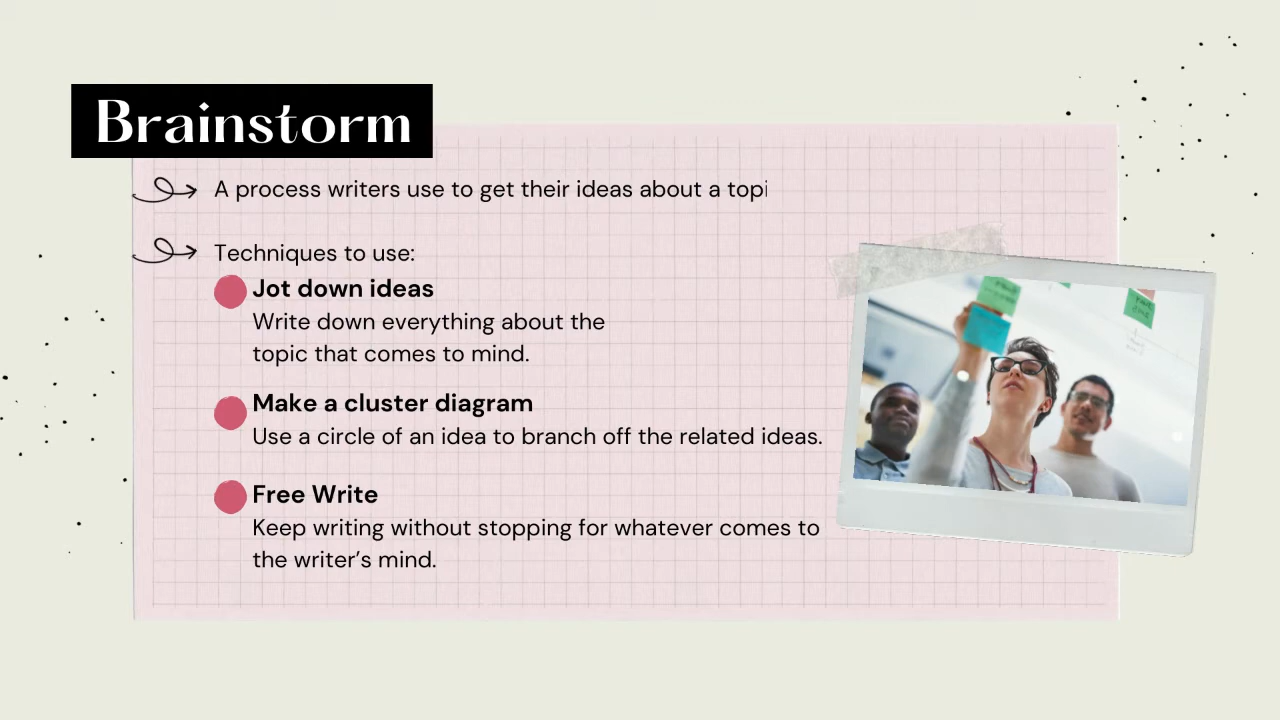 Brainstorm
A process writers use to get their ideas about a topi
Techniques to use:
Jot down ideas
Write down everything about the
topic that comes to mind.
Make a cluster diagram
Use a circle of an idea to branch off the related ideas.
Free Write
Keep writing without stopping for whatever comes to
the writer’s mind.